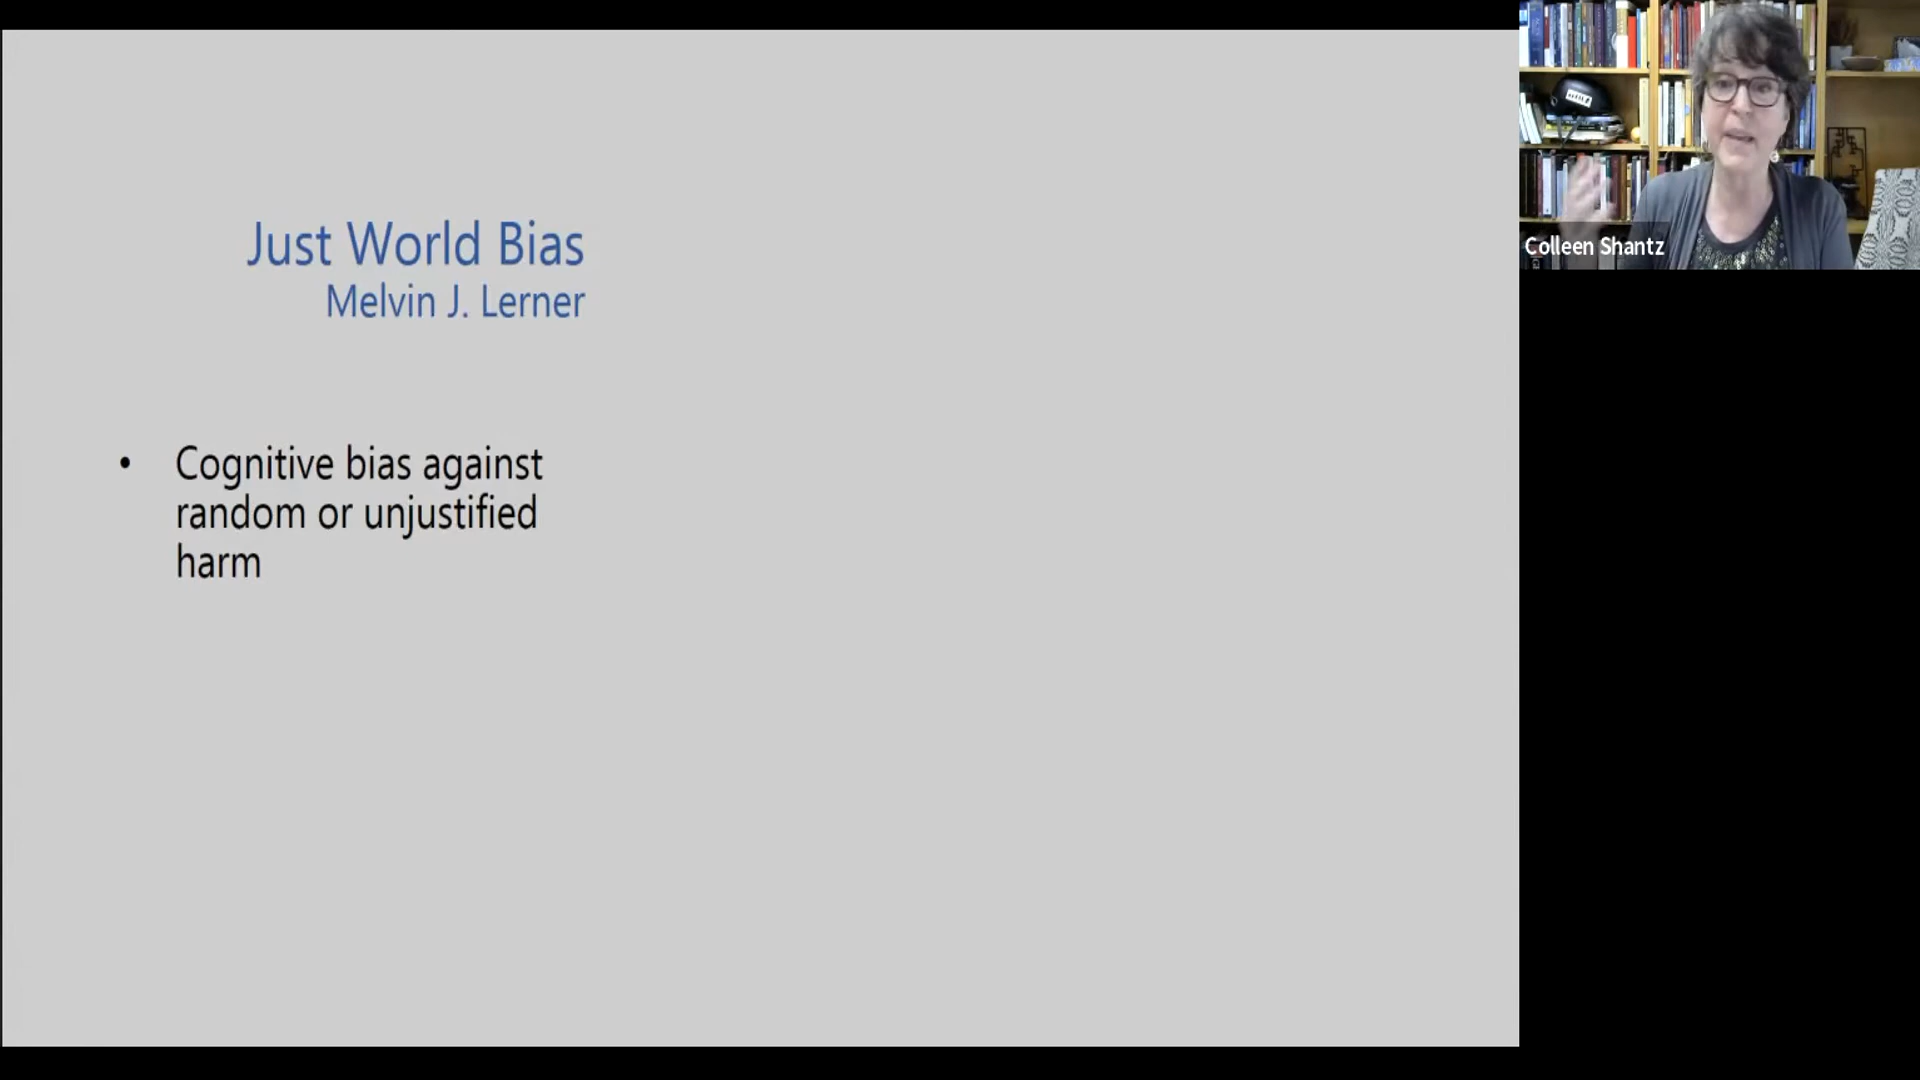 Just World Bias
Melvin J. Lerner
• Cognitive bias against
random or unjustified
harm
Colleen Shantz